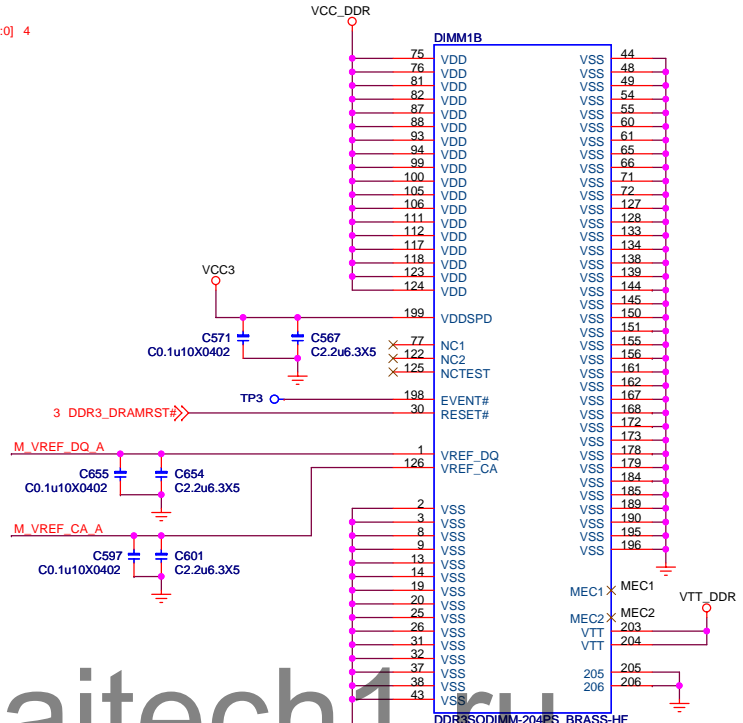 VCC_DDR
:0] 4
DIMM1B
75 VDD VSS 44
76 VDD VSS 48
81 VDD VSS 49
82 VDD VSS 54
87 VDD VSS 55
88 VDD VSS 60
93 VDD VSS 61
94 VDD VSS 65
99 VDD VSS 66
100 VDD VSS 71
105 VDD VSS 72
106 VDD VSS 127
111 VDD VSS 128
112 VDD VSS 133
117 VDD VSS 134
118 VDD VSS 138
123 VDD VSS 139
124 VDD VSS 144
VSS 145
VCC3
199 VDDSPD VSS 150
VSS 151
C571 C567 77 NC1 VSS 155
C0.1u10X0402 C2.2u6.3X5 122 NC2 VSS 156
125 NCTEST VSS 161
VSS 162
TP3 198 EVENT# VSS 167
3 DDR3_DRAMRST# 30 RESET# VSS 168
VSS 172
VSS 173
M_VREF_DQ_A 1 VREF_DQ VSS 178
126 VREF_CA VSS 179
C655 C654 VSS 184
C0.1u10X0402 C2.2u6.3X5 VSS 185
2 VSS VSS 189
3 VSS VSS 190
M_VREF_CA_A 8 VSS VSS 195
9 VSS VSS 196
C597 C601 13 VSS
C0.1u10X0402 C2.2u6.3X5 14 VSS
19 VSS MEC1 MEC1
20 VSS VTT_DDR
25 VSS MEC2 MEC2
26 VSS VTT 203
31 VSS VTT 204
32 VSS
37 VSS 205 205
38 VSS 206 206
43 VSS
DDR3SODIMM-204PS_BRASS-HF
aitech1.ru